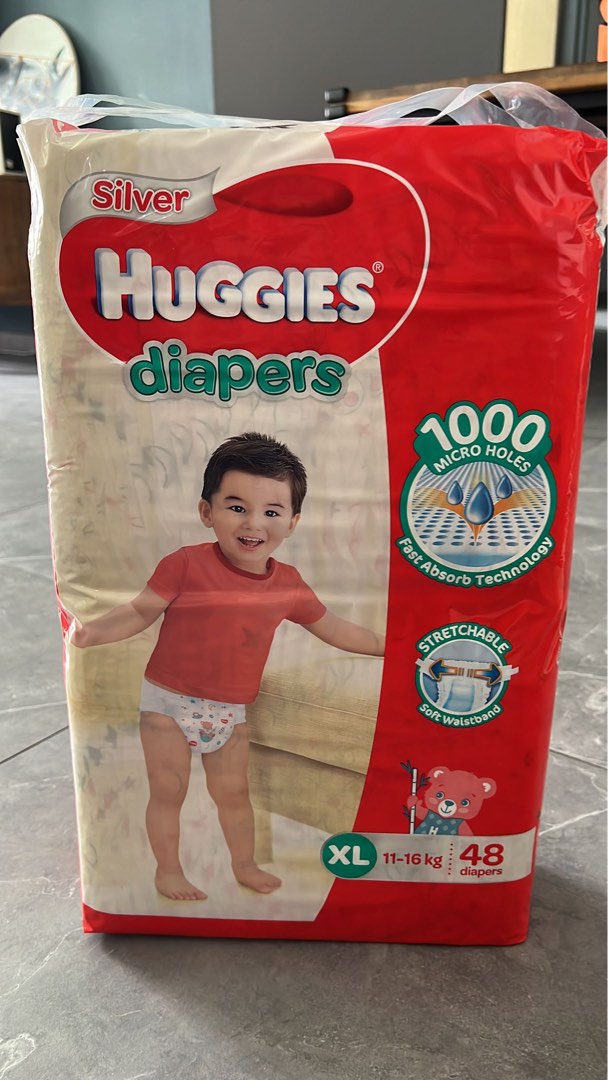 Silver
HUGGIES®
diapers
1000
MICRO HOLES
Fast Absorb Technology
STRETCHABLE
Soft Waistband
H
XL 11-16 kg 48
diapers